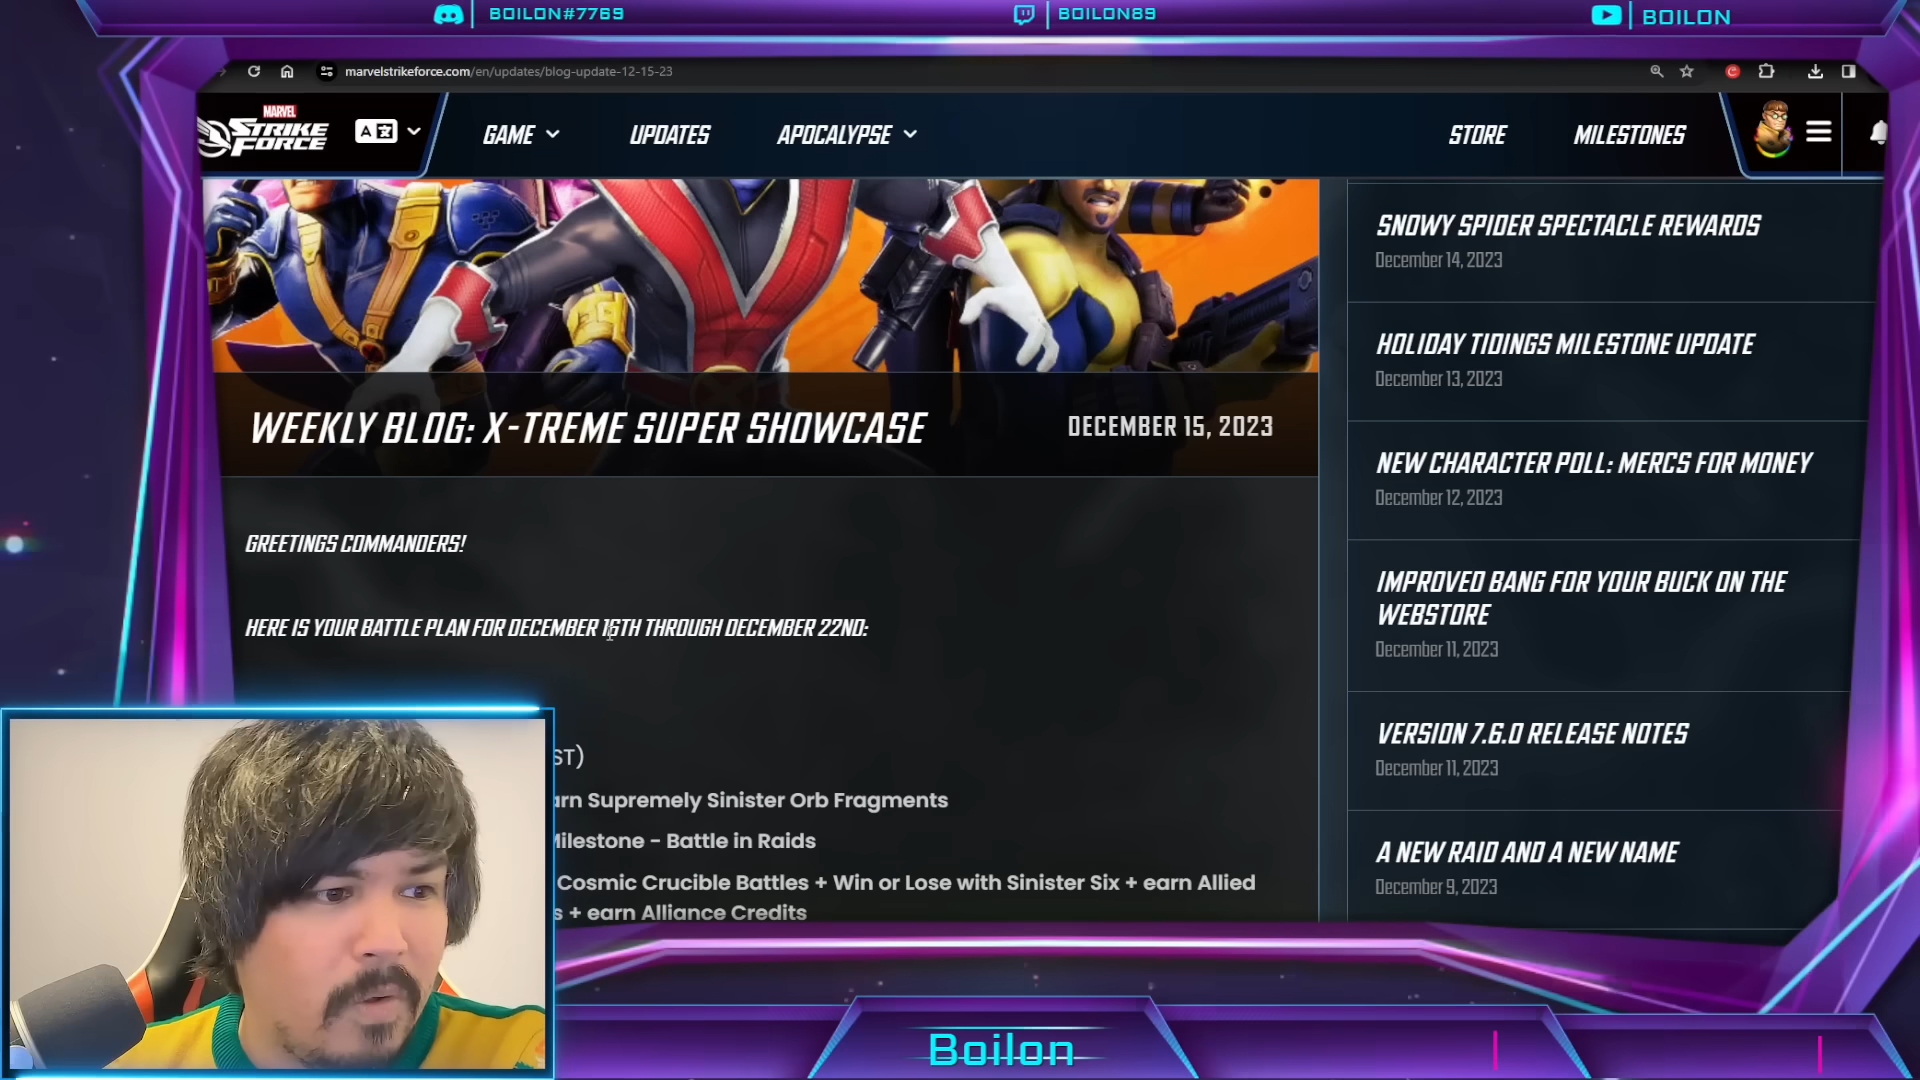 BOILON#7769
BOILON89
BOILON
marvelstrikeforce.com/en/updates/blog-update-12-15-23
MARVEL
STRIKE
FORCE
A文
GAME
UPDATES
APOCALYPSE
STORE
MILESTONES
WEEKLY BLOG: X-TREME SUPER SHOWCASE
DECEMBER 15, 2023
GREETINGS COMMANDERS!
HERE IS YOUR BATTLE PLAN FOR DECEMBER 16TH THROUGH DECEMBER 22ND:
ST)
arn Supremely Sinister Orb Fragments
Milestone - Battle in Raids
Cosmic Crucible Battles + Win or Lose with Sinister Six + earn Allied
s + earn Alliance Credits
SNOWY SPIDER SPECTACLE REWARDS
December 14, 2023
HOLIDAY TIDINGS MILESTONE UPDATE
December 13, 2023
NEW CHARACTER POLL: MERCS FOR MONEY
December 12, 2023
IMPROVED BANG FOR YOUR BUCK ON THE
WEBSTORE
December 11, 2023
VERSION 7.6.0 RELEASE NOTES
December 11, 2023
A NEW RAID AND A NEW NAME
December 9, 2023
Boilon